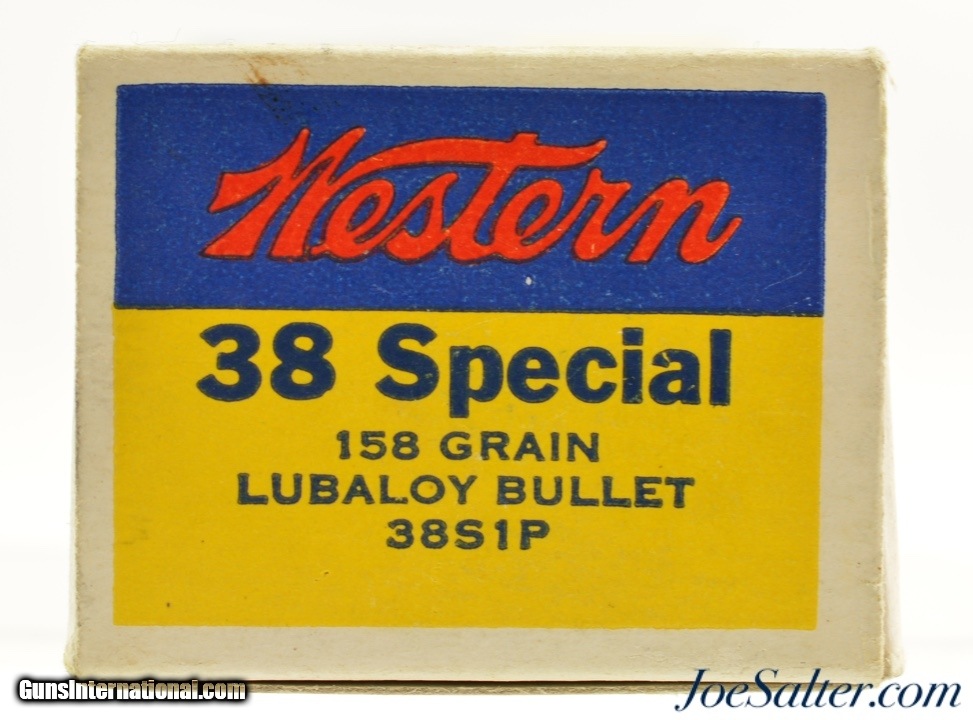 Western
38 Special
158 GRAIN
LUBALOY BULLET
38S1P
GunsInternational.com
JoeSalter.com